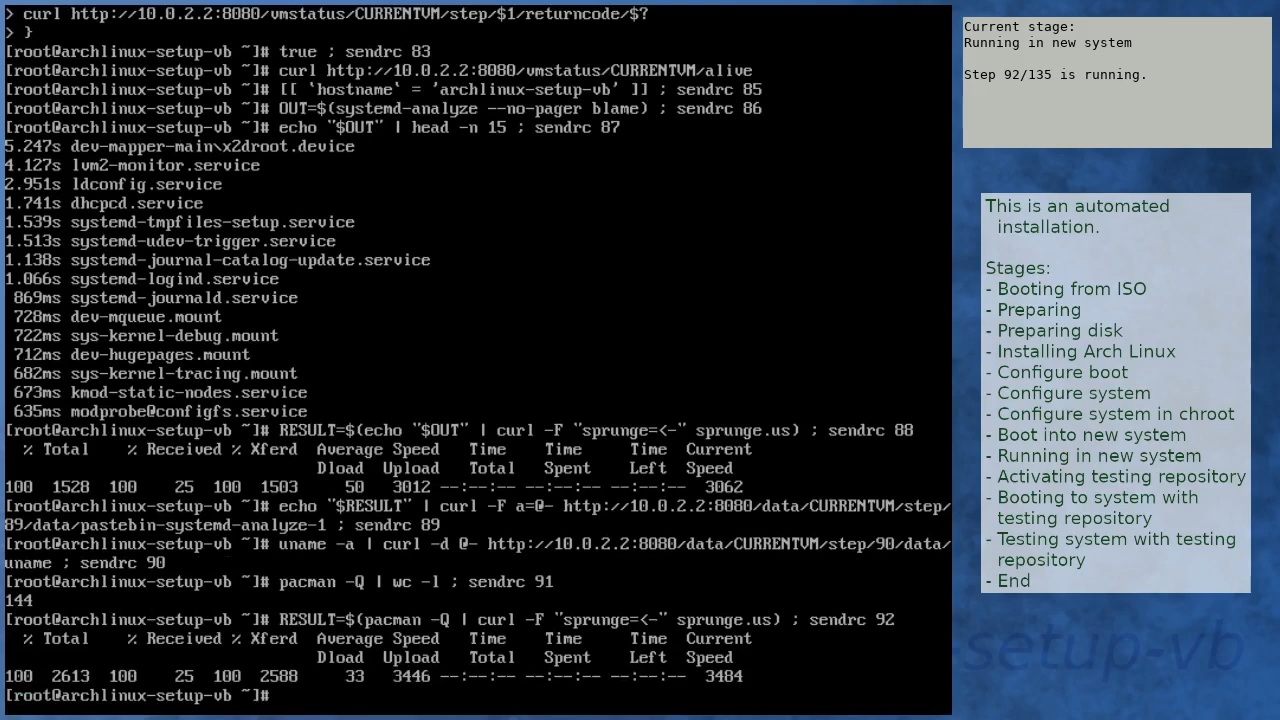 > curl http://10.0.2.2:8080/vmstatus/CURRENTVM/step/$1/returncode/$?
> }
[root@archlinux-setup-vb ~]# true ; sendrc 83
[root@archlinux-setup-vb ~]# curl http://10.0.2.2:8080/vmstatus/CURRENTVM/alive
[root@archlinux-setup-vb ~]# [[ `hostname` = 'archlinux-setup-vb' ]] ; sendrc 85
[root@archlinux-setup-vb ~]# OUT=$(systemd-analyze --no-pager blame) ; sendrc 86
[root@archlinux-setup-vb ~]# echo "$OUT" | head -n 15 ; sendrc 87
5.247s dev-mapper-main\x2droot.device
4.127s lvm2-monitor.service
2.951s ldconfig.service
1.741s dhcpcd.service
1.539s systemd-tmpfiles-setup.service
1.513s systemd-udev-trigger.service
1.138s systemd-journal-catalog-update.service
1.066s systemd-logind.service
869ms systemd-journald.service
728ms dev-mqueue.mount
722ms sys-kernel-debug.mount
712ms dev-hugepages.mount
682ms sys-kernel-tracing.mount
673ms kmod-static-nodes.service
635ms modprobe@configfs.service
[root@archlinux-setup-vb ~]# RESULT=$(echo "$OUT" | curl -F "sprunge=<-" sprunge.us) ; sendrc 88
  % Total    % Received % Xferd  Average Speed   Time    Time     Time  Current
                                 Dload  Upload   Total   Spent    Left  Speed
100  1528  100    25  100  1503     50   3012 --:--:-- --:--:-- --:--:--  3062
[root@archlinux-setup-vb ~]# echo "$RESULT" | curl -F a=@- http://10.0.2.2:8080/data/CURRENTVM/step/
89/data/pastebin-systemd-analyze-1 ; sendrc 89
[root@archlinux-setup-vb ~]# uname -a | curl -d @- http://10.0.2.2:8080/data/CURRENTVM/step/90/data/
uname ; sendrc 90
[root@archlinux-setup-vb ~]# pacman -Q | wc -l ; sendrc 91
144
[root@archlinux-setup-vb ~]# RESULT=$(pacman -Q | curl -F "sprunge=<-" sprunge.us) ; sendrc 92
  % Total    % Received % Xferd  Average Speed   Time    Time     Time  Current
                                 Dload  Upload   Total   Spent    Left  Speed
100  2613  100    25  100  2588     33   3446 --:--:-- --:--:-- --:--:--  3484
[root@archlinux-setup-vb ~]#
Current stage:
Running in new system
Step 92/135 is running.
This is an automated
installation.
Stages:
- Booting from ISO
- Preparing
- Preparing disk
- Installing Arch Linux
- Configure boot
- Configure system
- Configure system in chroot
- Boot into new system
- Running in new system
- Activating testing repository
- Booting to system with
testing repository
- Testing system with testing
repository
- End
-setup-vb